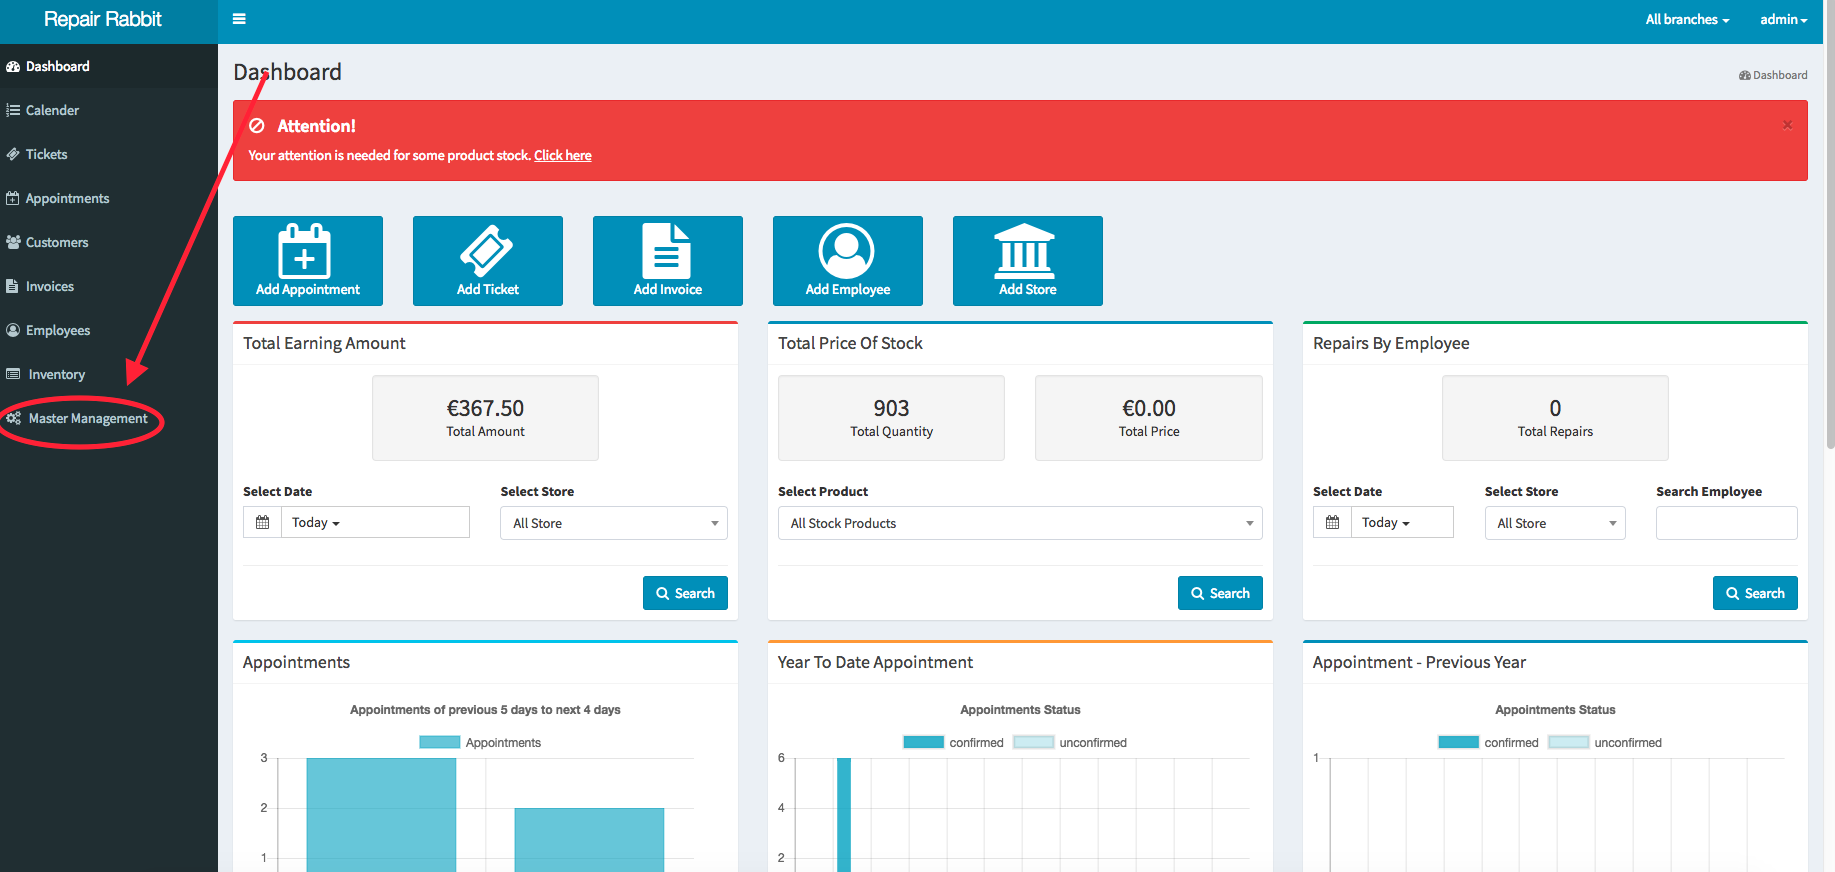 Repair Rabbit
All branches
admin
Dashboard
Calender
Tickets
Appointments
Customers
Invoices
Employees
Inventory
Master Management
Dashboard
Dashboard
Attention!
×
Your attention is needed for some product stock. Click here
Add Appointment
Add Ticket
Add Invoice
Add Employee
Add Store
Total Earning Amount
€367.50
Total Amount
Select Date
Today
Select Store
All Store
Search
Total Price Of Stock
903
Total Quantity
€0.00
Total Price
Select Product
All Stock Products
Search
Repairs By Employee
0
Total Repairs
Select Date
Today
Select Store
All Store
Search Employee
Search
Appointments
Appointments of previous 5 days to next 4 days
Appointments
3
2
1
Year To Date Appointment
Appointments Status
confirmed unconfirmed
6
4
2
Appointment - Previous Year
Appointments Status
confirmed unconfirmed
1